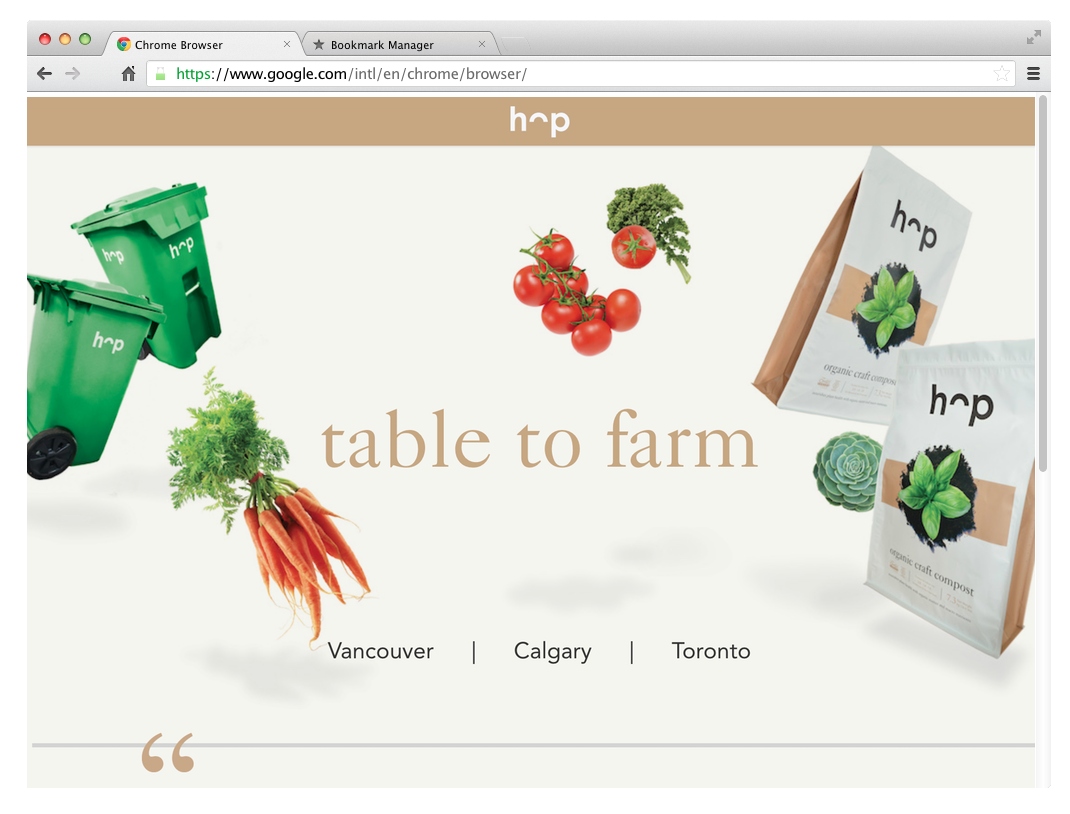 Chrome Browser
Bookmark Manager
https://www.google.com/intl/en/chrome/browser/
hop
hop
hop
hop
hop
organic craft compost
hop
organic craft compost
table to farm
Vancouver | Calgary | Toronto
“